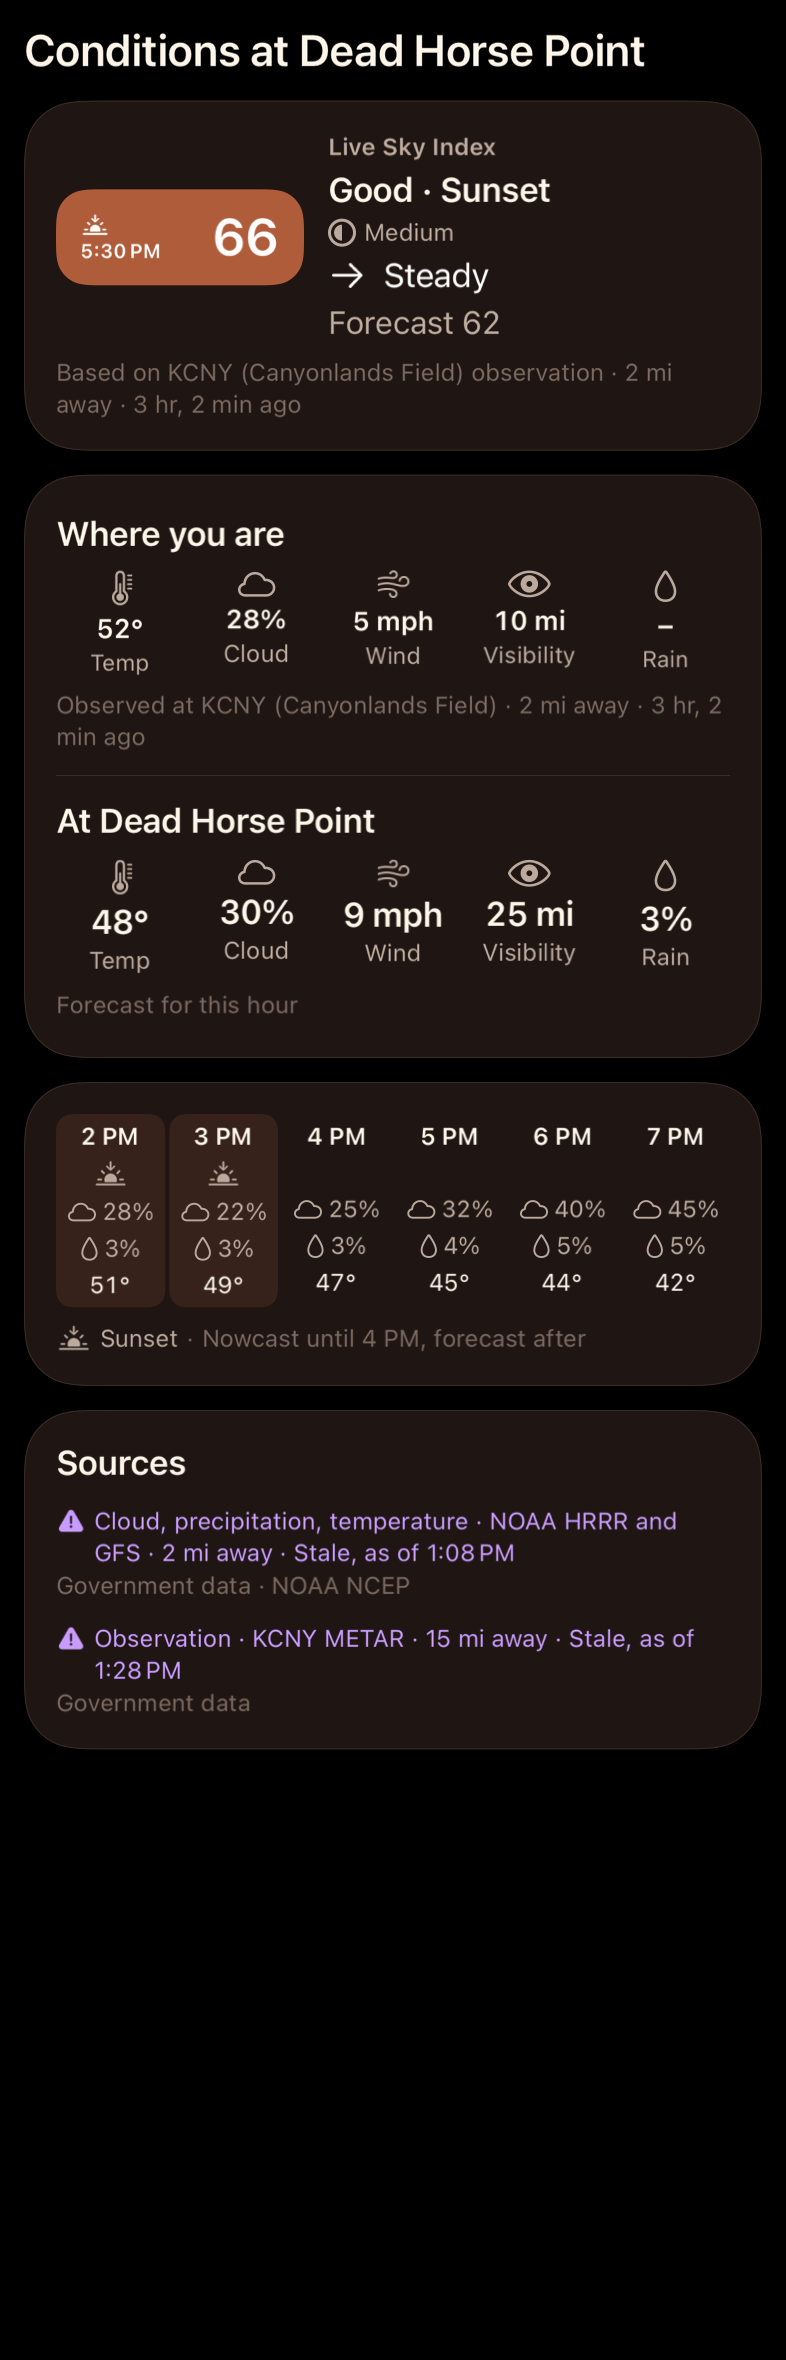 Conditions at Dead Horse Point
Live Sky Index
Good · Sunset
Medium
→ Steady
Forecast 62
5:30 PM
66
Based on KCNY (Canyonlands Field) observation · 2 mi
away · 3 hr, 2 min ago
Where you are
52° 28% 5 mph 10 mi –
Temp Cloud Wind Visibility Rain
Observed at KCNY (Canyonlands Field) · 2 mi away · 3 hr, 2
min ago
At Dead Horse Point
48° 30% 9 mph 25 mi 3%
Temp Cloud Wind Visibility Rain
Forecast for this hour
2 PM 3 PM 4 PM 5 PM 6 PM 7 PM
28% 22% 25% 32% 40% 45%
3% 3% 3% 4% 5% 5%
51° 49° 47° 45° 44° 42°
Sunset · Nowcast until 4 PM, forecast after
Sources
Cloud, precipitation, temperature · NOAA HRRR and
GFS · 2 mi away · Stale, as of 1:08 PM
Government data · NOAA NCEP
Observation · KCNY METAR · 15 mi away · Stale, as of
1:28 PM
Government data